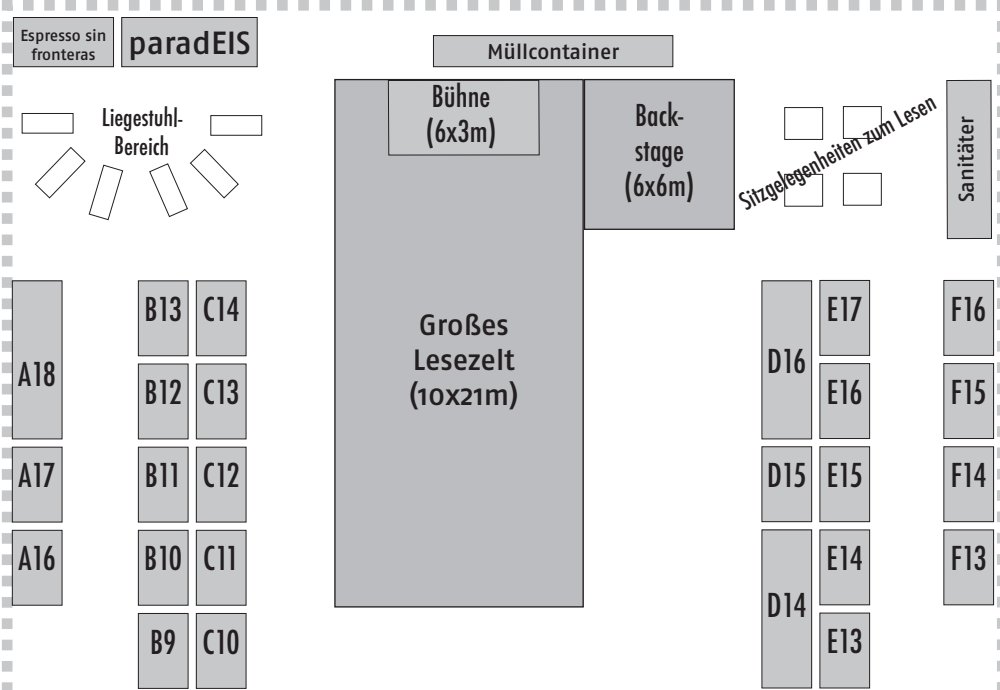 Espresso sin
fronteras
paradEIS
Müllcontainer
Liegestuhl-
Bereich
Bühne
(6x3m)
Back-
stage
(6x6m)
Sitzgelegenheiten zum Lesen
Sanitäter
Großes
Lesezelt
(10x21m)
A18
A17
A16
B13
B12
B11
B10
B9
C14
C13
C12
C11
C10
D16
D15
D14
E17
E16
E15
E14
E13
F16
F15
F14
F13